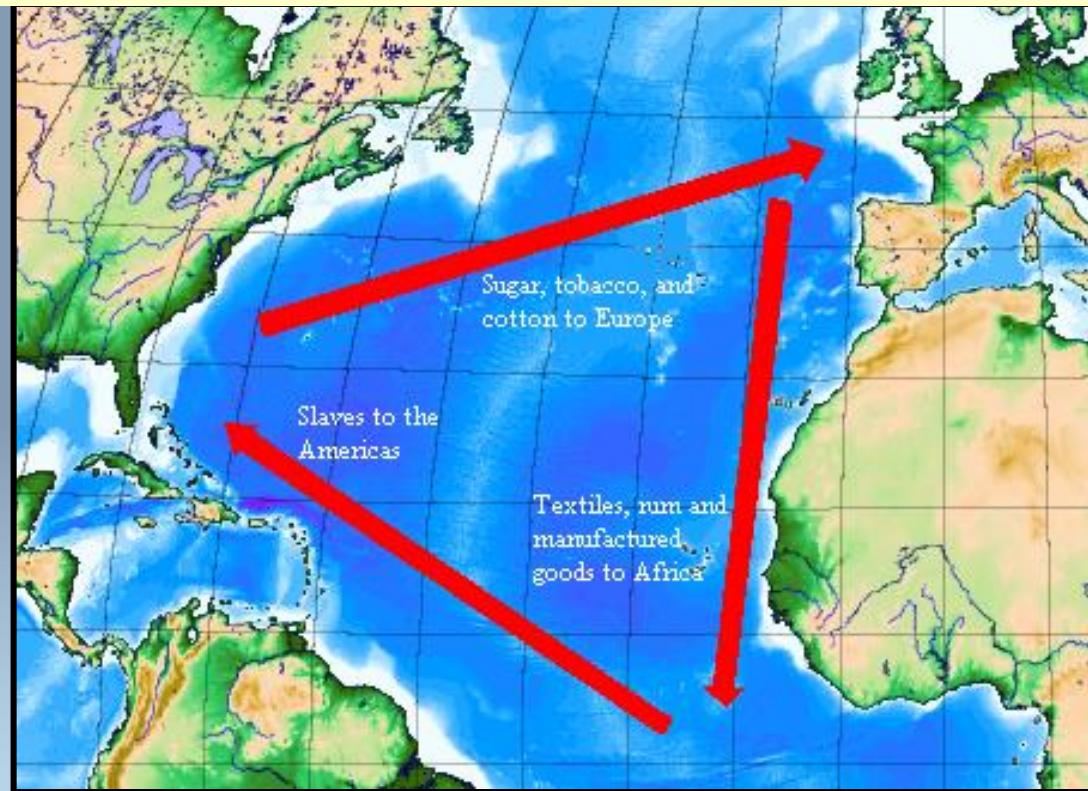 Sugar, tobacco, and
cotton to Europe
Slaves to the
Americas
Textiles, rum and
manufactured
goods to Africa